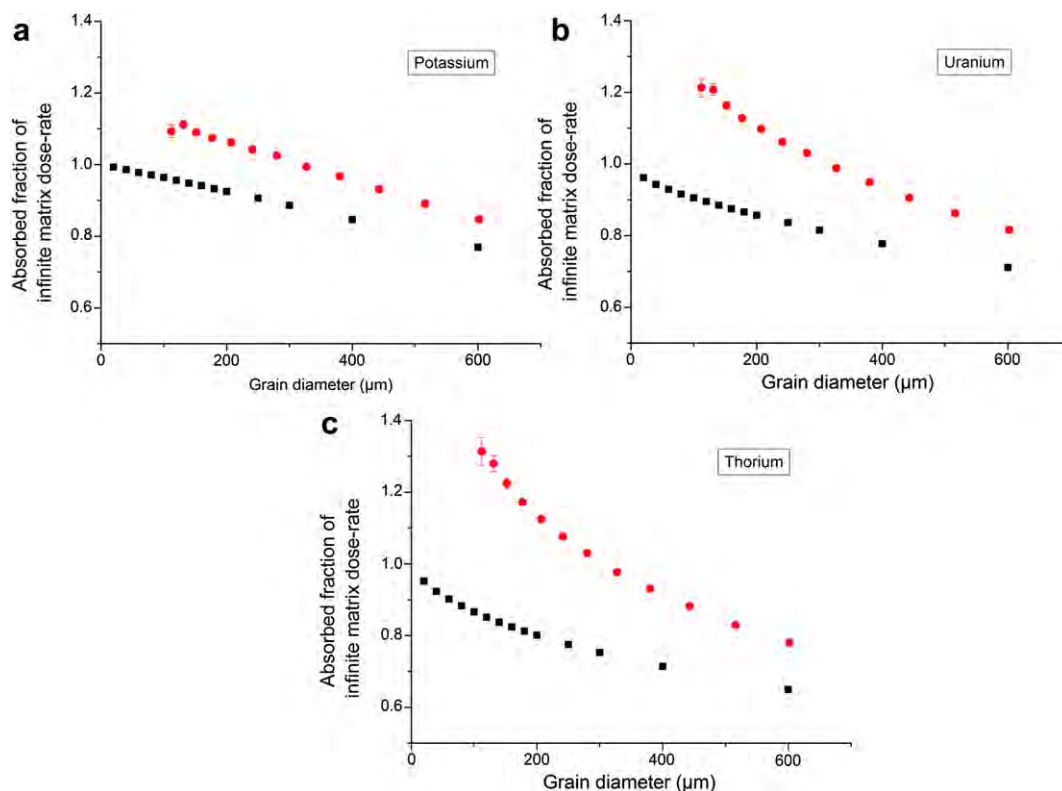 a
Potassium
Absorbed fraction of
infinite matrix dose-rate
1.4
1.2
1.0
0.8
0.6
0
200
400
600
Grain diameter (µm)
b
Uranium
Absorbed fraction of
infinite matrix dose-rate
1.4
1.2
1.0
0.8
0.6
0
200
400
600
Grain diameter (µm)
c
Thorium
Absorbed fraction of
infinite matrix dose-rate
1.4
1.2
1.0
0.8
0.6
0
200
400
600
Grain diameter (µm)